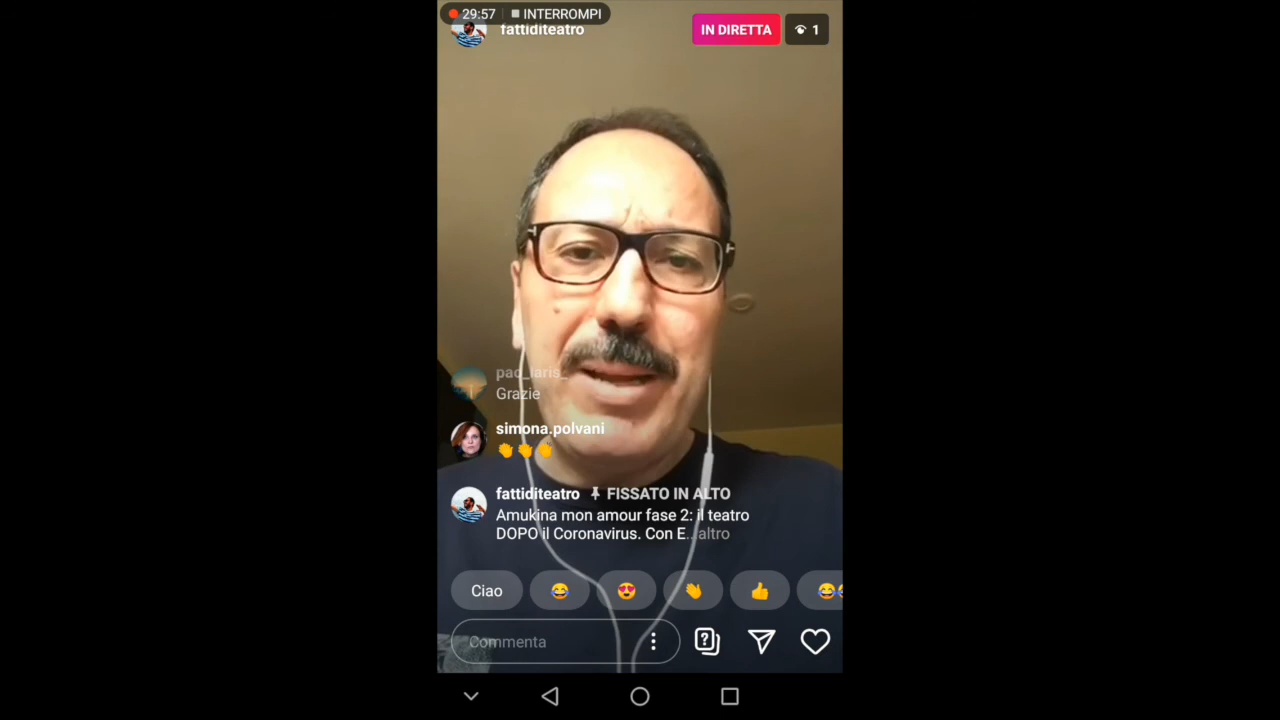 29:57 INTERROMPI
fattiditeatro
IN DIRETTA
1
pao_laris_
Grazie
simona.polvani
fattiditeatro FISSATO IN ALTO
Amukina mon amour fase 2: il teatro
DOPO il Coronavirus. Con E...altro
Ciao
Commenta